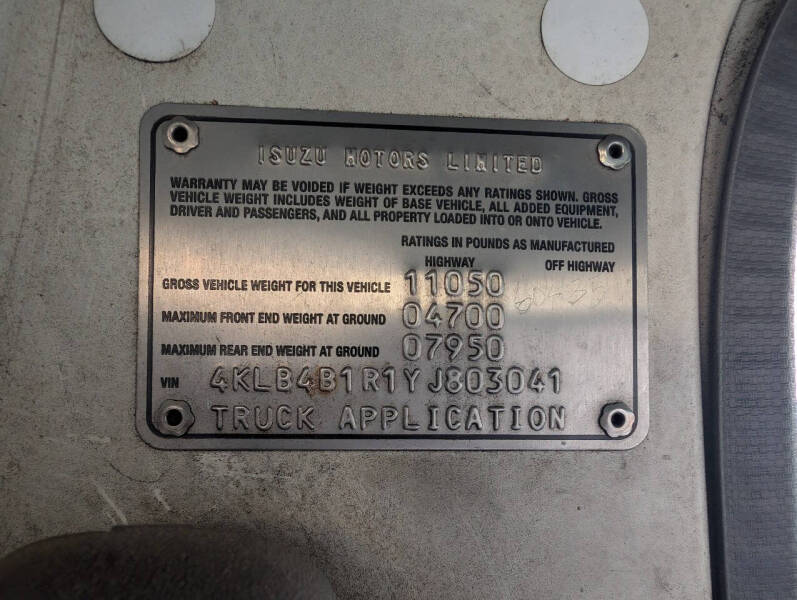 ISUZU MOTORS LIMITED
WARRANTY MAY BE VOIDED IF WEIGHT EXCEEDS ANY RATINGS SHOWN. GROSS
VEHICLE WEIGHT INCLUDES WEIGHT OF BASE VEHICLE, ALL ADDED EQUIPMENT,
DRIVER AND PASSENGERS, AND ALL PROPERTY LOADED INTO OR ONTO VEHICLE.
RATINGS IN POUNDS AS MANUFACTURED
HIGHWAY OFF HIGHWAY
GROSS VEHICLE WEIGHT FOR THIS VEHICLE 11050
MAXIMUM FRONT END WEIGHT AT GROUND 04700
MAXIMUM REAR END WEIGHT AT GROUND 07950
VIN 4KLB4B1R1YJ803041
TRUCK APPLICATION